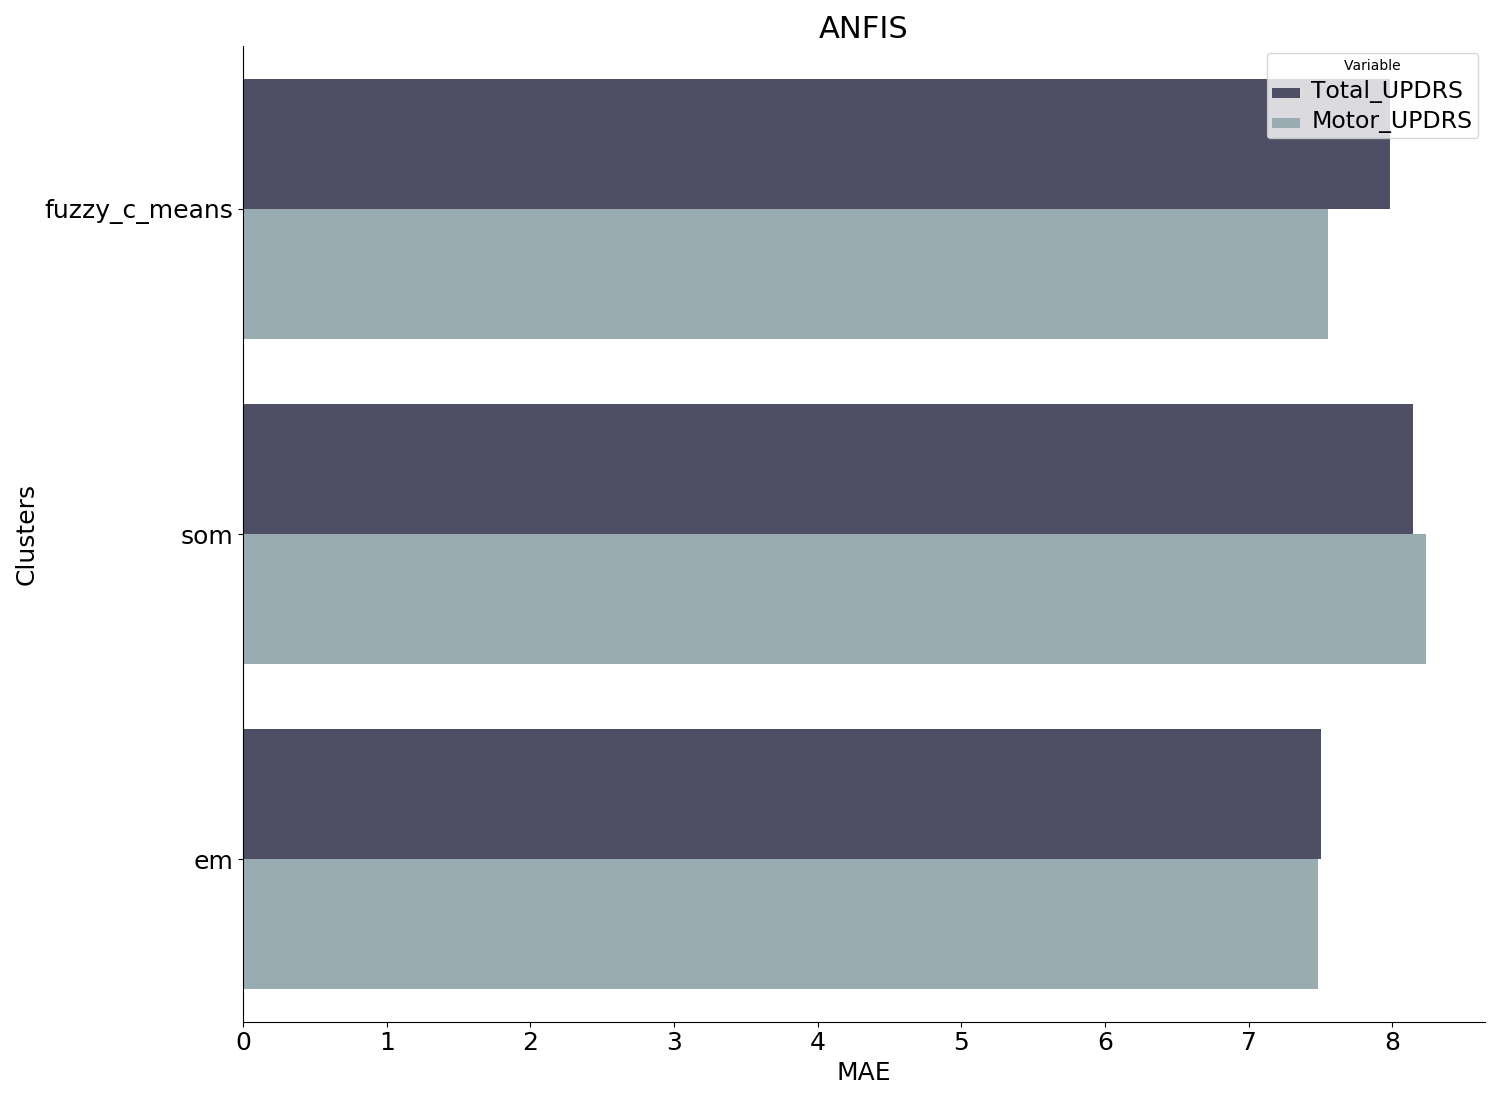 ANFIS
Variable
Total_UPDRS
Motor_UPDRS
fuzzy_c_means
som
em
Clusters
0 1 2 3 4 5 6 7 8
MAE